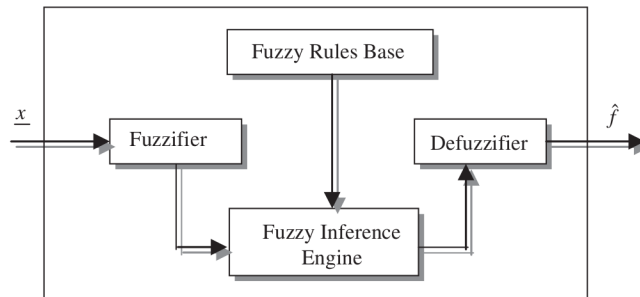 Fuzzy Rules Base
x
Fuzzifier
Defuzzifier
f̂
Fuzzy Inference
Engine